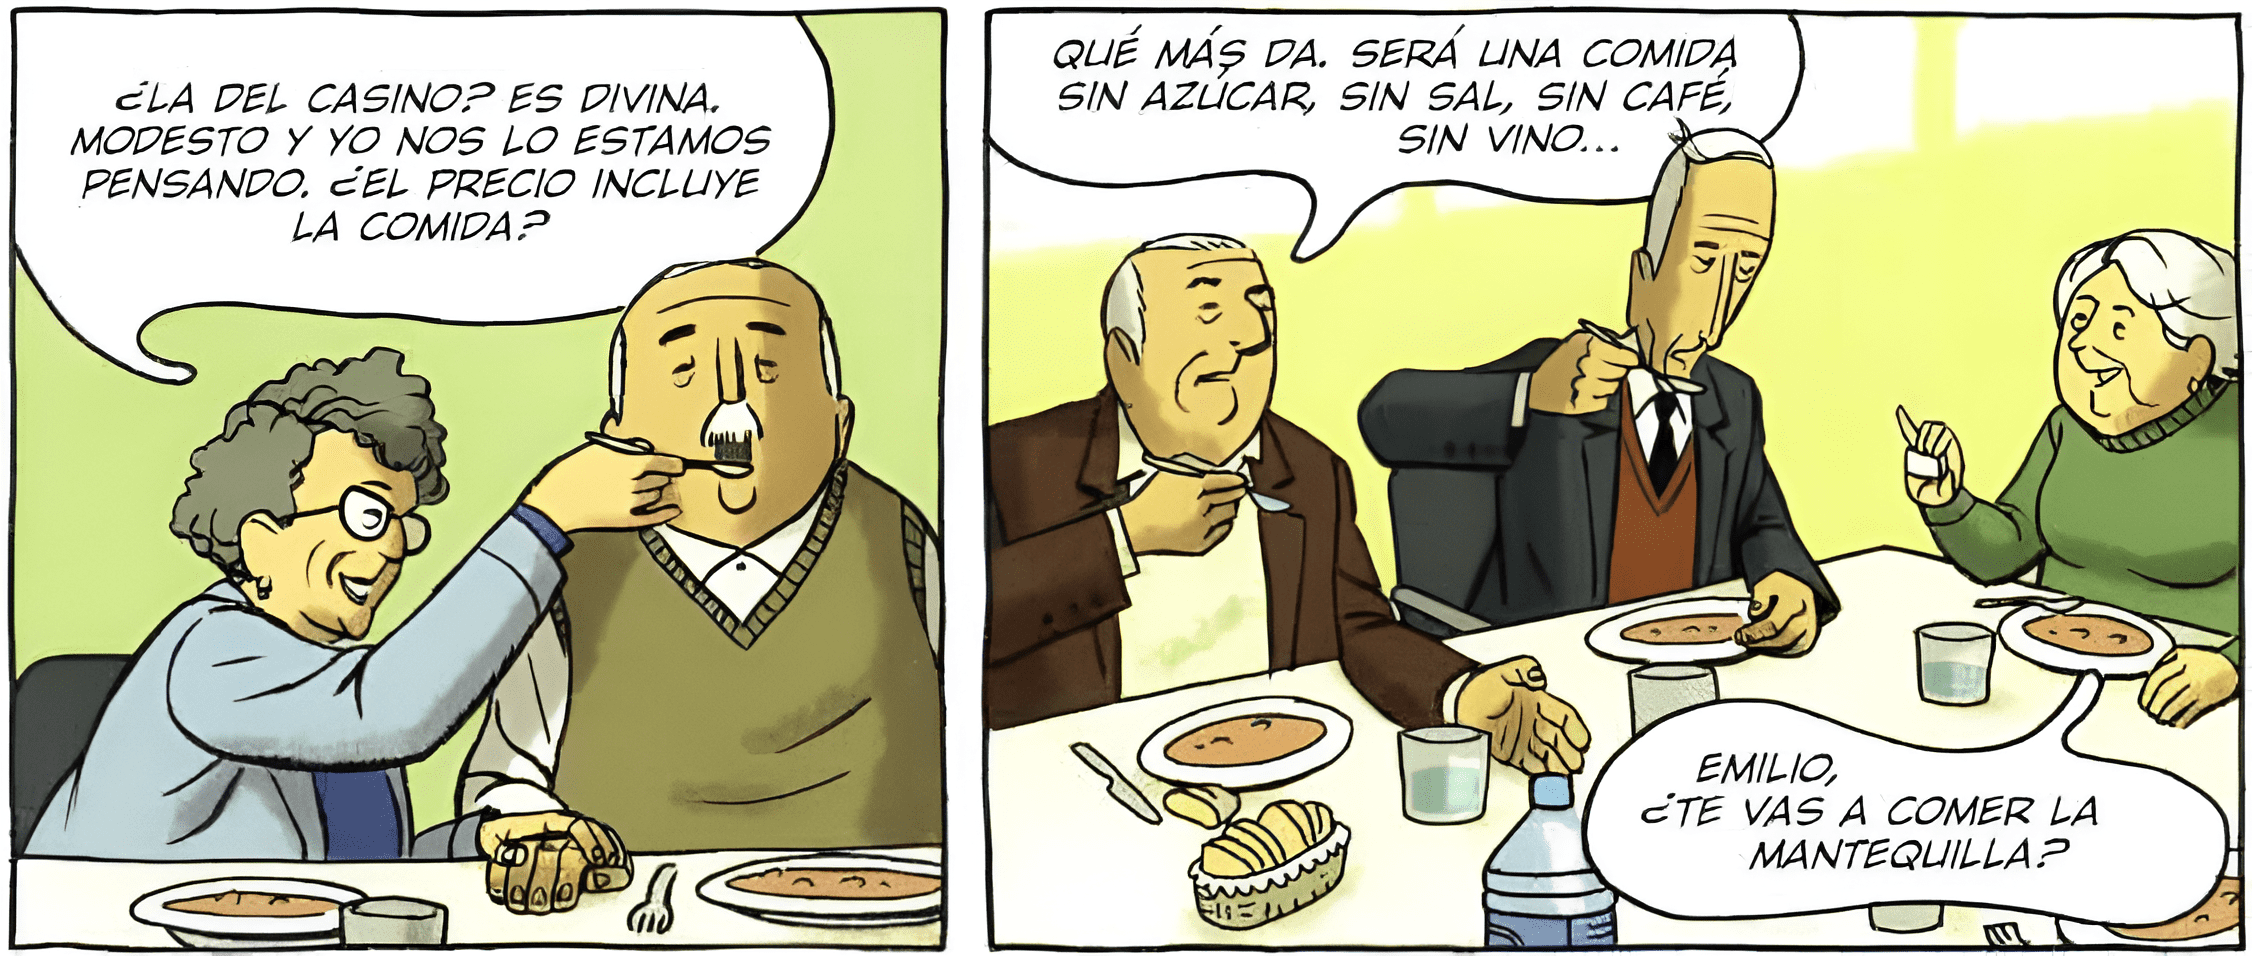 ¿LA DEL CASINO? ES DIVINA.
MODESTO Y YO NOS LO ESTAMOS
PENSANDO. ¿EL PRECIO INCLUYE
LA COMIDA?
QUÉ MÁS DA. SERÁ UNA COMIDA
SIN AZÚCAR, SIN SAL, SIN CAFÉ,
SIN VINO...
EMILIO,
¿TE VAS A COMER LA
MANTEQUILLA?